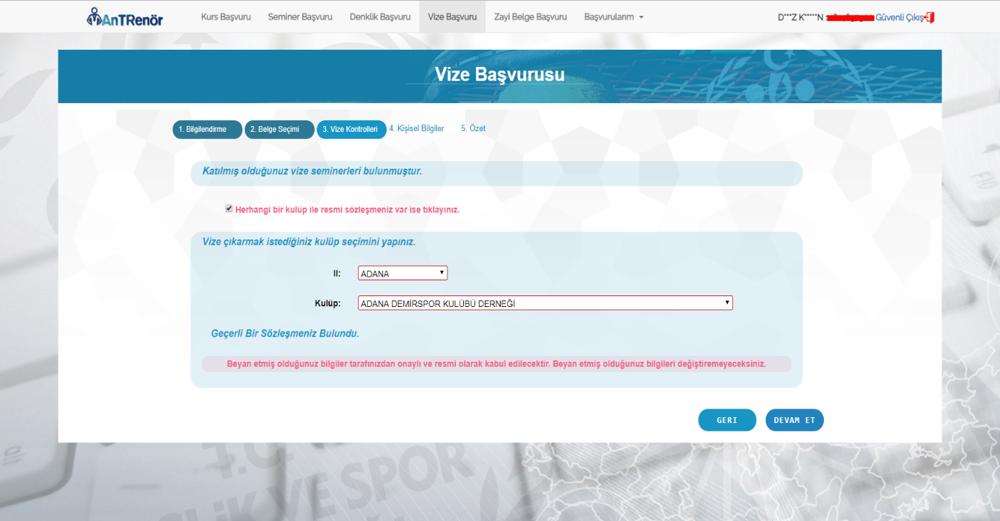 AnTRenör
Kurs Başvuru
Seminer Başvuru
Denklik Başvuru
Vize Başvuru
Zayi Belge Başvuru
Başvurularım
D***Z K*****N
Güvenli Çıkış
Vize Başvurusu
1. Bilgilendirme
2. Belge Seçimi
3. Vize Kontrolleri
4. Kişisel Bilgiler
5. Özet
Katılmış olduğunuz vize seminerleri bulunmuştur.
Herhangi bir kulüp ile resmi sözleşmeniz var ise tıklayınız.
Vize çıkarmak istediğiniz kulüp seçimini yapınız.
Il: ADANA
Kulüp: ADANA DEMİRSPOR KULÜBÜ DERNEĞİ
Geçerli Bir Sözleşmeniz Bulundu.
Beyan etmiş olduğunuz bilgiler tarafınızdan onaylı ve resmi olarak kabul edilecektir. Beyan etmiş olduğunuz bilgileri değiştiremeyeceksiniz.
GERI
DEVAM ET
T.C.
VE SPOR